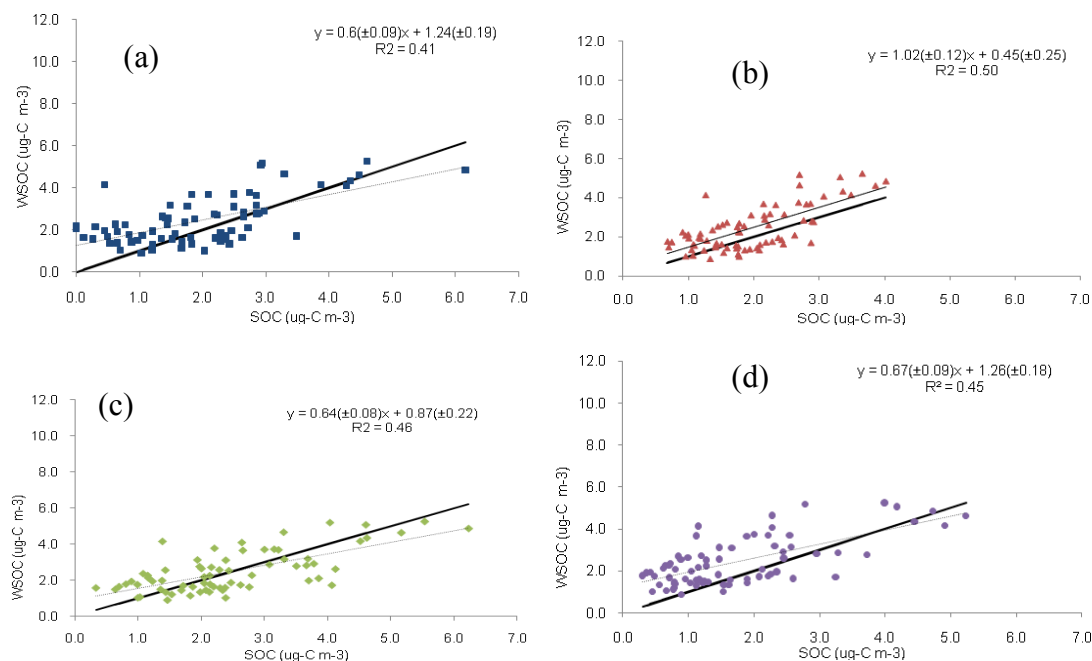 (a)
y = 0.6(±0.09)x + 1.24(±0.19)
R2 = 0.41
12.0
10.0
8.0
6.0
4.0
2.0
0.0
WSOC (ug-C m-3)
0.0 1.0 2.0 3.0 4.0 5.0 6.0 7.0
SOC (ug-C m-3)
(b)
y = 1.02(±0.12)x + 0.45(±0.25)
R2 = 0.50
12.0
10.0
8.0
6.0
4.0
2.0
0.0
WSOC (ug-C m-3)
0.0 1.0 2.0 3.0 4.0 5.0 6.0 7.0
SOC (ug-C m-3)
(c)
y = 0.64(±0.08)x + 0.87(±0.22)
R2 = 0.46
12.0
10.0
8.0
6.0
4.0
2.0
0.0
WSOC (ug-C m-3)
0.0 1.0 2.0 3.0 4.0 5.0 6.0 7.0
SOC (ug-C m-3)
(d)
y = 0.67(±0.09)x + 1.26(±0.18)
R² = 0.45
12.0
10.0
8.0
6.0
4.0
2.0
0.0
WSOC (ug-C m-3)
0.0 1.0 2.0 3.0 4.0 5.0 6.0 7.0
SOC (ug-C m-3)